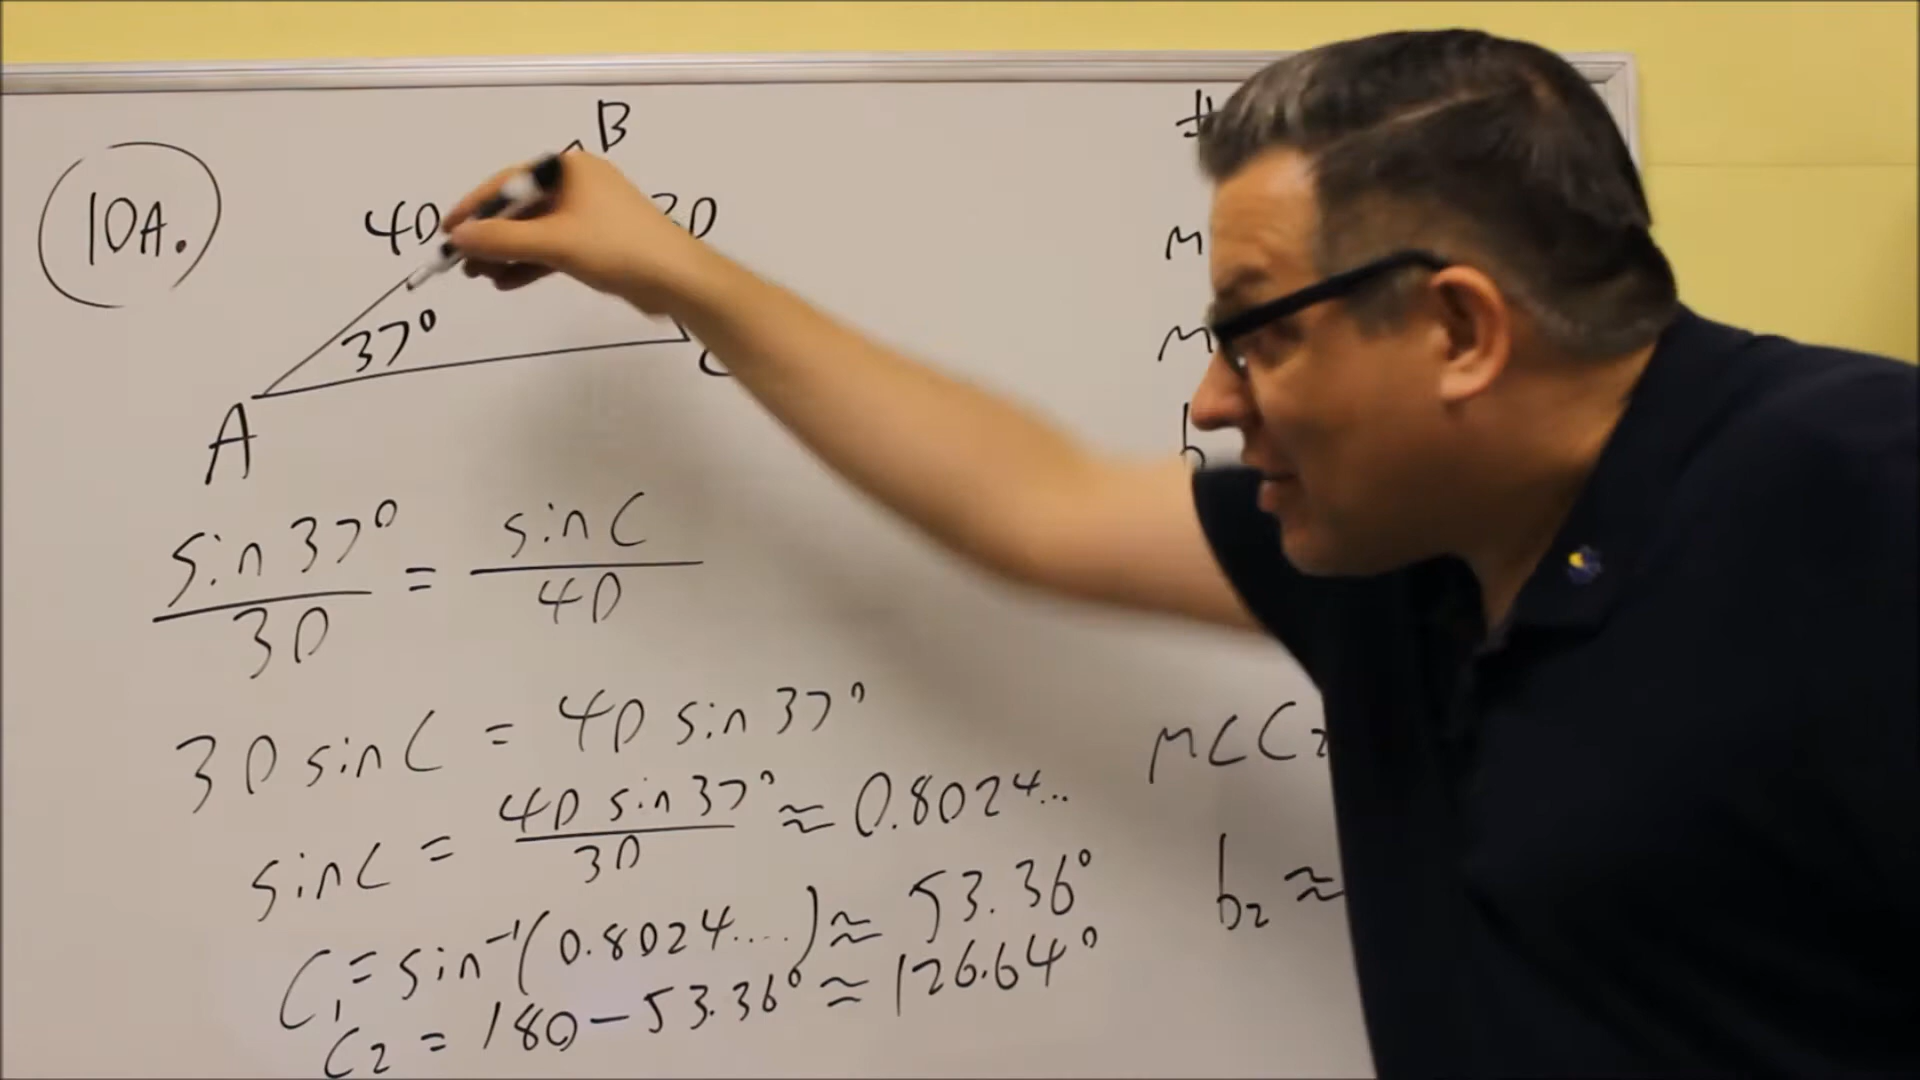 10A.
B
40
30
37°
A
sin 37° / 30 = sin C / 40
30 sin C = 40 sin 37°
sin C = 40 sin 37° / 30 ≈ 0.8024...
C₁ = sin⁻¹(0.8024....) ≈ 53.36°
C₂ = 180 − 53.36° ≈ 126.64°
m
m
b
m∠C₂
b₂ ≈